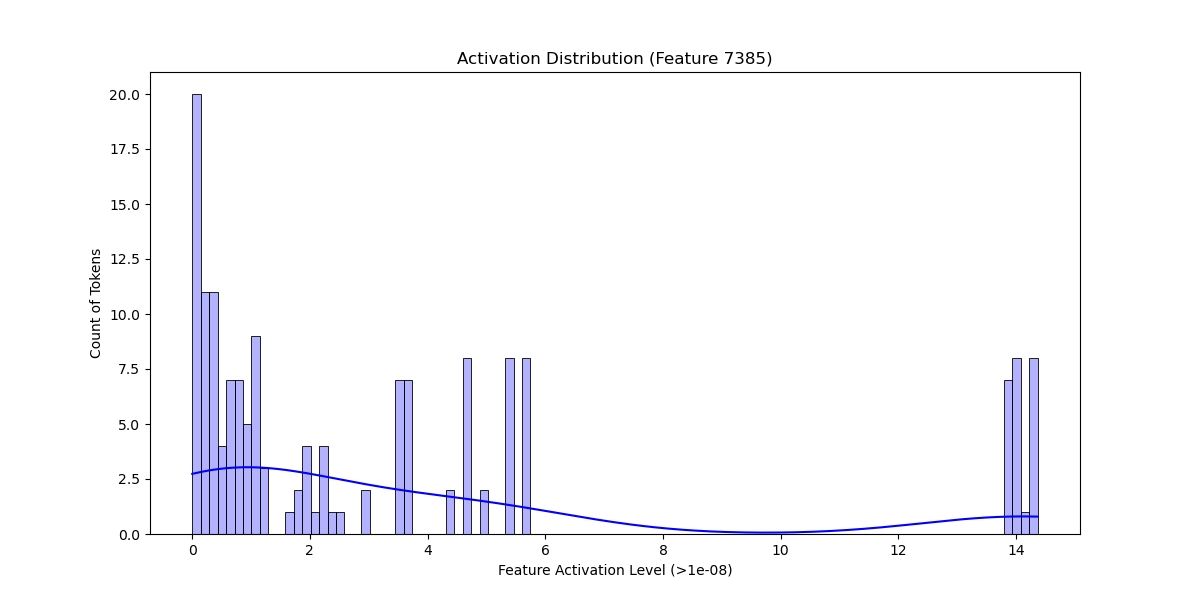 Activation Distribution (Feature 7385)
20.0
17.5
15.0
12.5
10.0
7.5
5.0
2.5
0.0
Count of Tokens
0 2 4 6 8 10 12 14
Feature Activation Level (>1e-08)